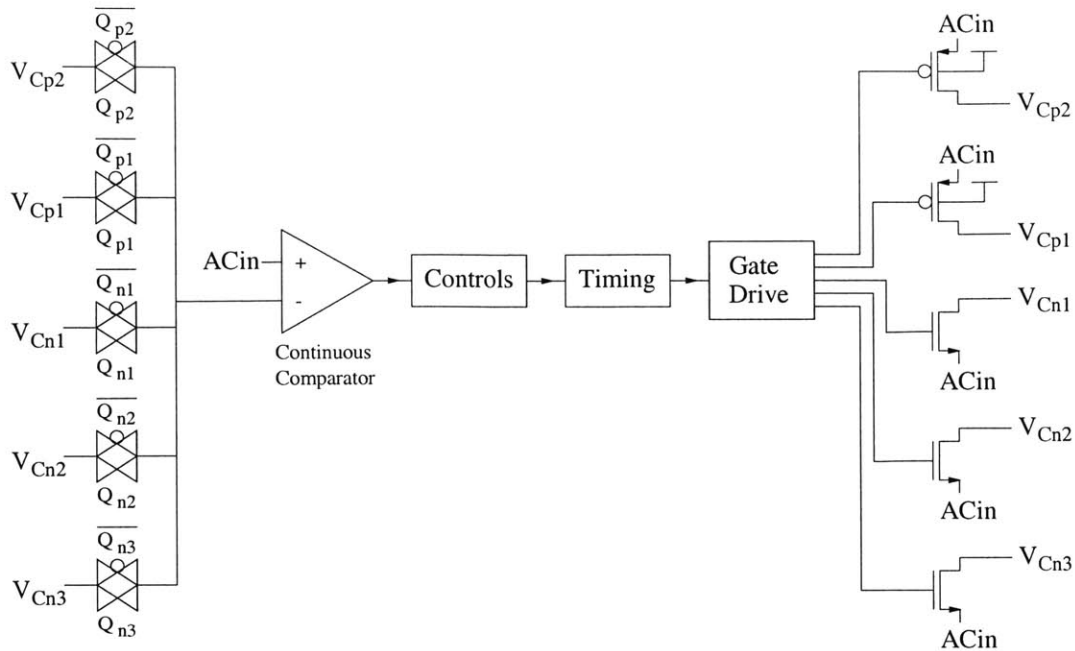 Q̅p2
VCp2
Qp2
Q̅p1
VCp1
Qp1
Q̅n1
VCn1
Qn1
Q̅n2
VCn2
Qn2
Q̅n3
VCn3
Qn3
ACin
+
-
Continuous
Comparator
Controls
Timing
Gate
Drive
ACin
VCp2
ACin
VCp1
VCn1
ACin
VCn2
ACin
VCn3
ACin